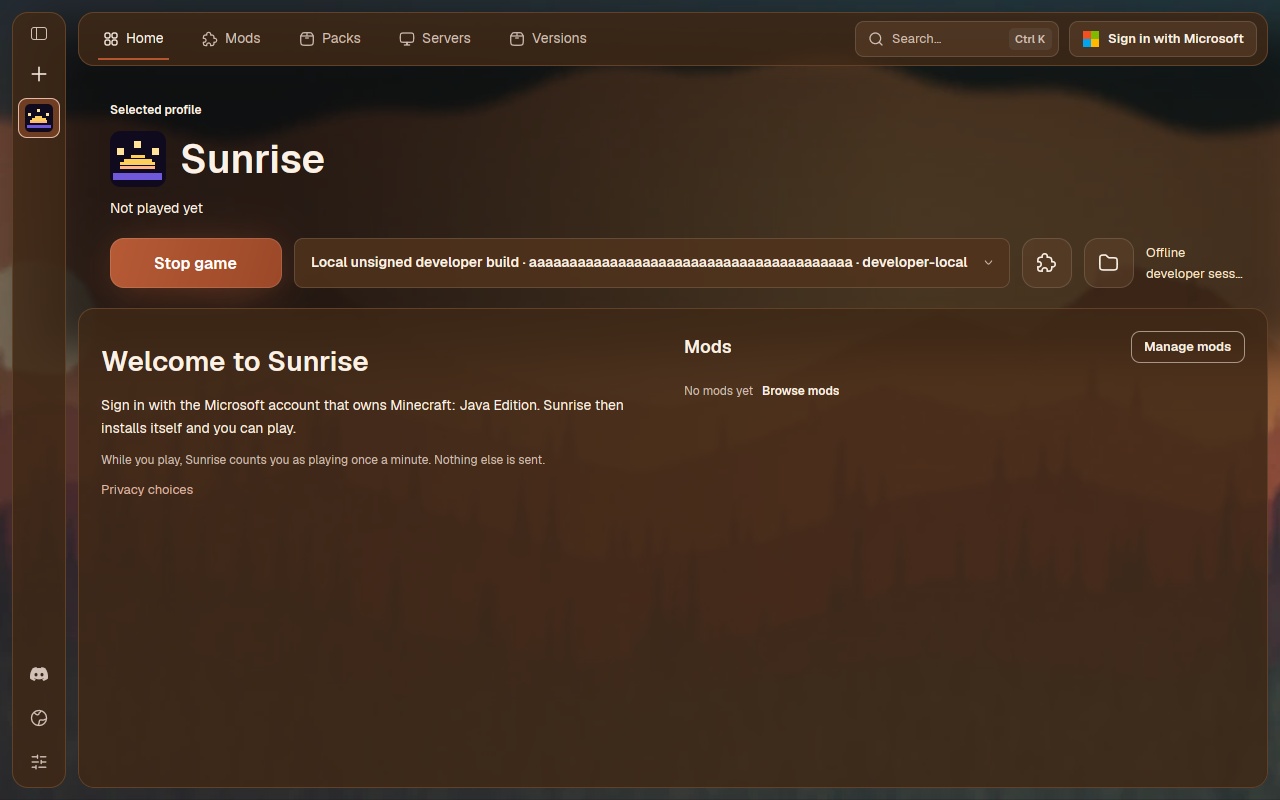 Home
Mods
Packs
Servers
Versions
Search...
Ctrl K
Sign in with Microsoft
Selected profile
Sunrise
Not played yet
Stop game
Local unsigned developer build · aaaaaaaaaaaaaaaaaaaaaaaaaaaaaaaaaaaaaaaa · developer-local
Offline
developer sess...
Welcome to Sunrise
Sign in with the Microsoft account that owns Minecraft: Java Edition. Sunrise then
installs itself and you can play.
While you play, Sunrise counts you as playing once a minute. Nothing else is sent.
Privacy choices
Mods
Manage mods
No mods yet Browse mods